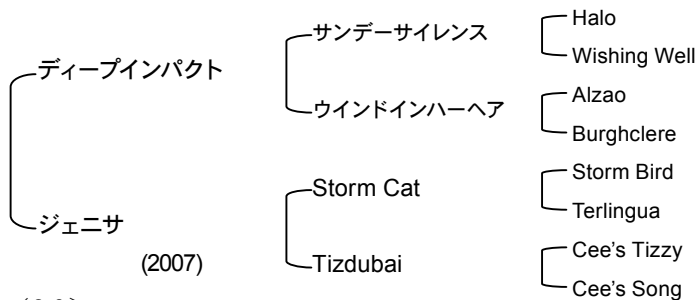 ディープインパクト
ジェニサ
(2007)
サンデーサイレンス
ウインドインハーヘア
Storm Cat
Tizdubai
Halo
Wishing Well
Alzao
Burghclere
Storm Bird
Terlingua
Cee's Tizzy
Cee's Song